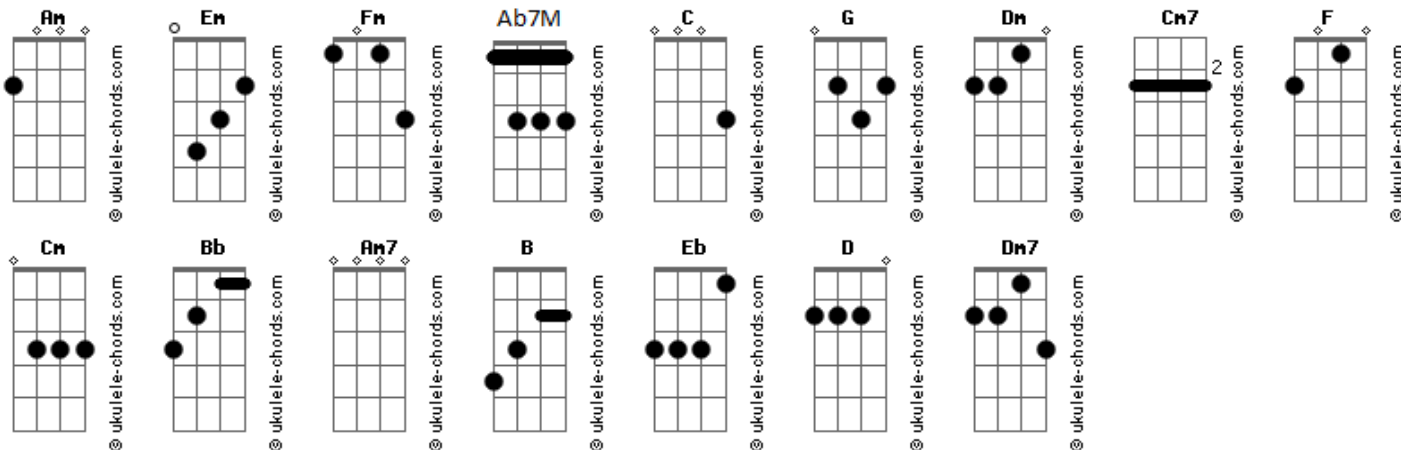 Am Em Fm Ab7M C G Dm Cm7 F
2
© ukulele-chords.com © ukulele-chords.com © ukulele-chords.com © ukulele-chords.com © ukulele-chords.com © ukulele-chords.com © ukulele-chords.com © ukulele-chords.com © ukulele-chords.com
Cm Bb Am7 B Eb D Dm7
© ukulele-chords.com © ukulele-chords.com © ukulele-chords.com © ukulele-chords.com © ukulele-chords.com © ukulele-chords.com © ukulele-chords.com